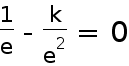 1/e - k/e² = 0